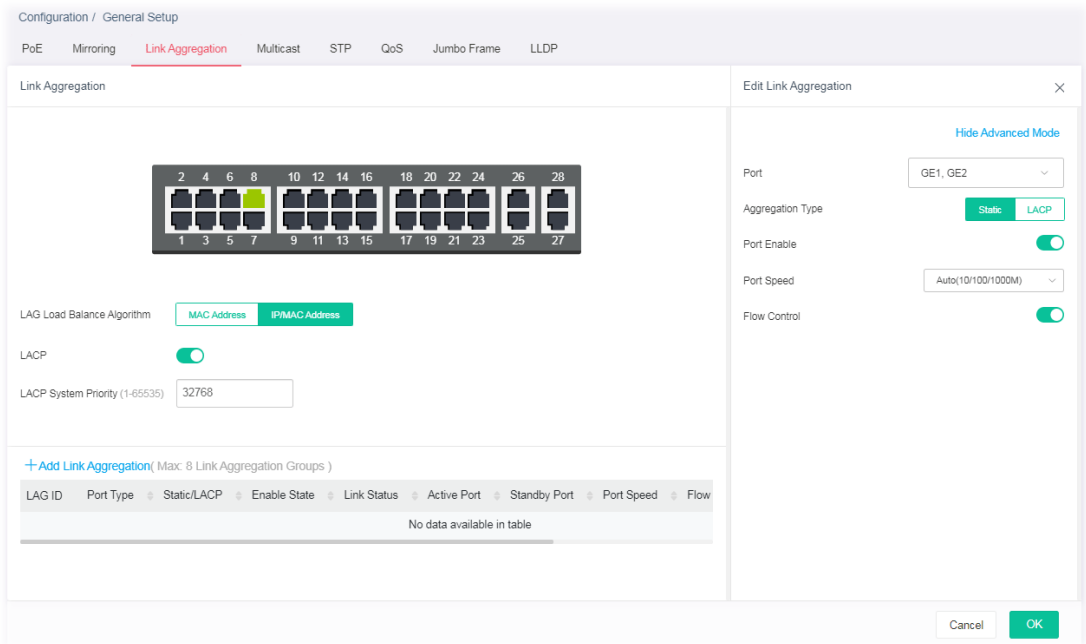 Configuration / General Setup
PoE Mirroring Link Aggregation Multicast STP QoS Jumbo Frame LLDP
Link Aggregation
2 4 6 8 10 12 14 16 18 20 22 24 26 28
1 3 5 7 9 11 13 15 17 19 21 23 25 27
LAG Load Balance Algorithm MAC Address IP/MAC Address
LACP
LACP System Priority (1-65535) 32768
+Add Link Aggregation( Max: 8 Link Aggregation Groups )
LAG ID Port Type Static/LACP Enable State Link Status Active Port Standby Port Port Speed Flow
No data available in table
Edit Link Aggregation
Hide Advanced Mode
Port GE1, GE2
Aggregation Type Static LACP
Port Enable
Port Speed Auto(10/100/1000M)
Flow Control
Cancel OK